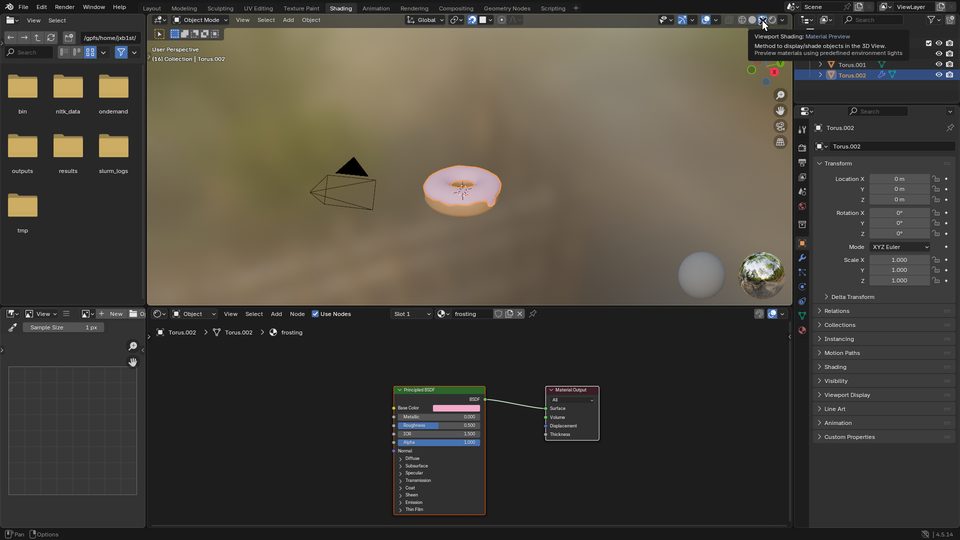 File Edit Render Window Help Layout Modeling Sculpting UV Editing Texture Paint Shading Animation Rendering Compositing Geometry Nodes Scripting Scene ViewLayer
Object Mode View Select Add Object Global Search
/gpfs/home/jxb1st/
Search
bin nltk_data ondemand
outputs results slurm_logs
tmp
User Perspective
(16) Collection | Torus.002
Viewport Shading: Material Preview
Method to display/shade objects in the 3D View.
Preview materials using predefined environment lights
X
Torus.001
Torus.002
Search
Torus.002
Torus.002
Transform
Location X 0 m
Y 0 m
Z 0 m
Rotation X 0°
Y 0°
Z 0°
Mode XYZ Euler
Scale X 1.000
Y 1.000
Z 1.000
Delta Transform
Relations
Collections
Instancing
Motion Paths
Shading
Visibility
Viewport Display
Line Art
Animation
Custom Properties
View New
Sample Size 1 px
Object View Select Add Node Use Nodes Slot 1 frosting
Torus.002 Torus.002 frosting
Principled BSDF
BSDF
Base Color
Metallic 0.000
Roughness 0.500
IOR 1.500
Alpha 1.000
Normal
Diffuse
Subsurface
Specular
Transmission
Coat
Sheen
Emission
Thin Film
Material Output
All
Surface
Volume
Displacement
Thickness
Pan Options 4.5.14